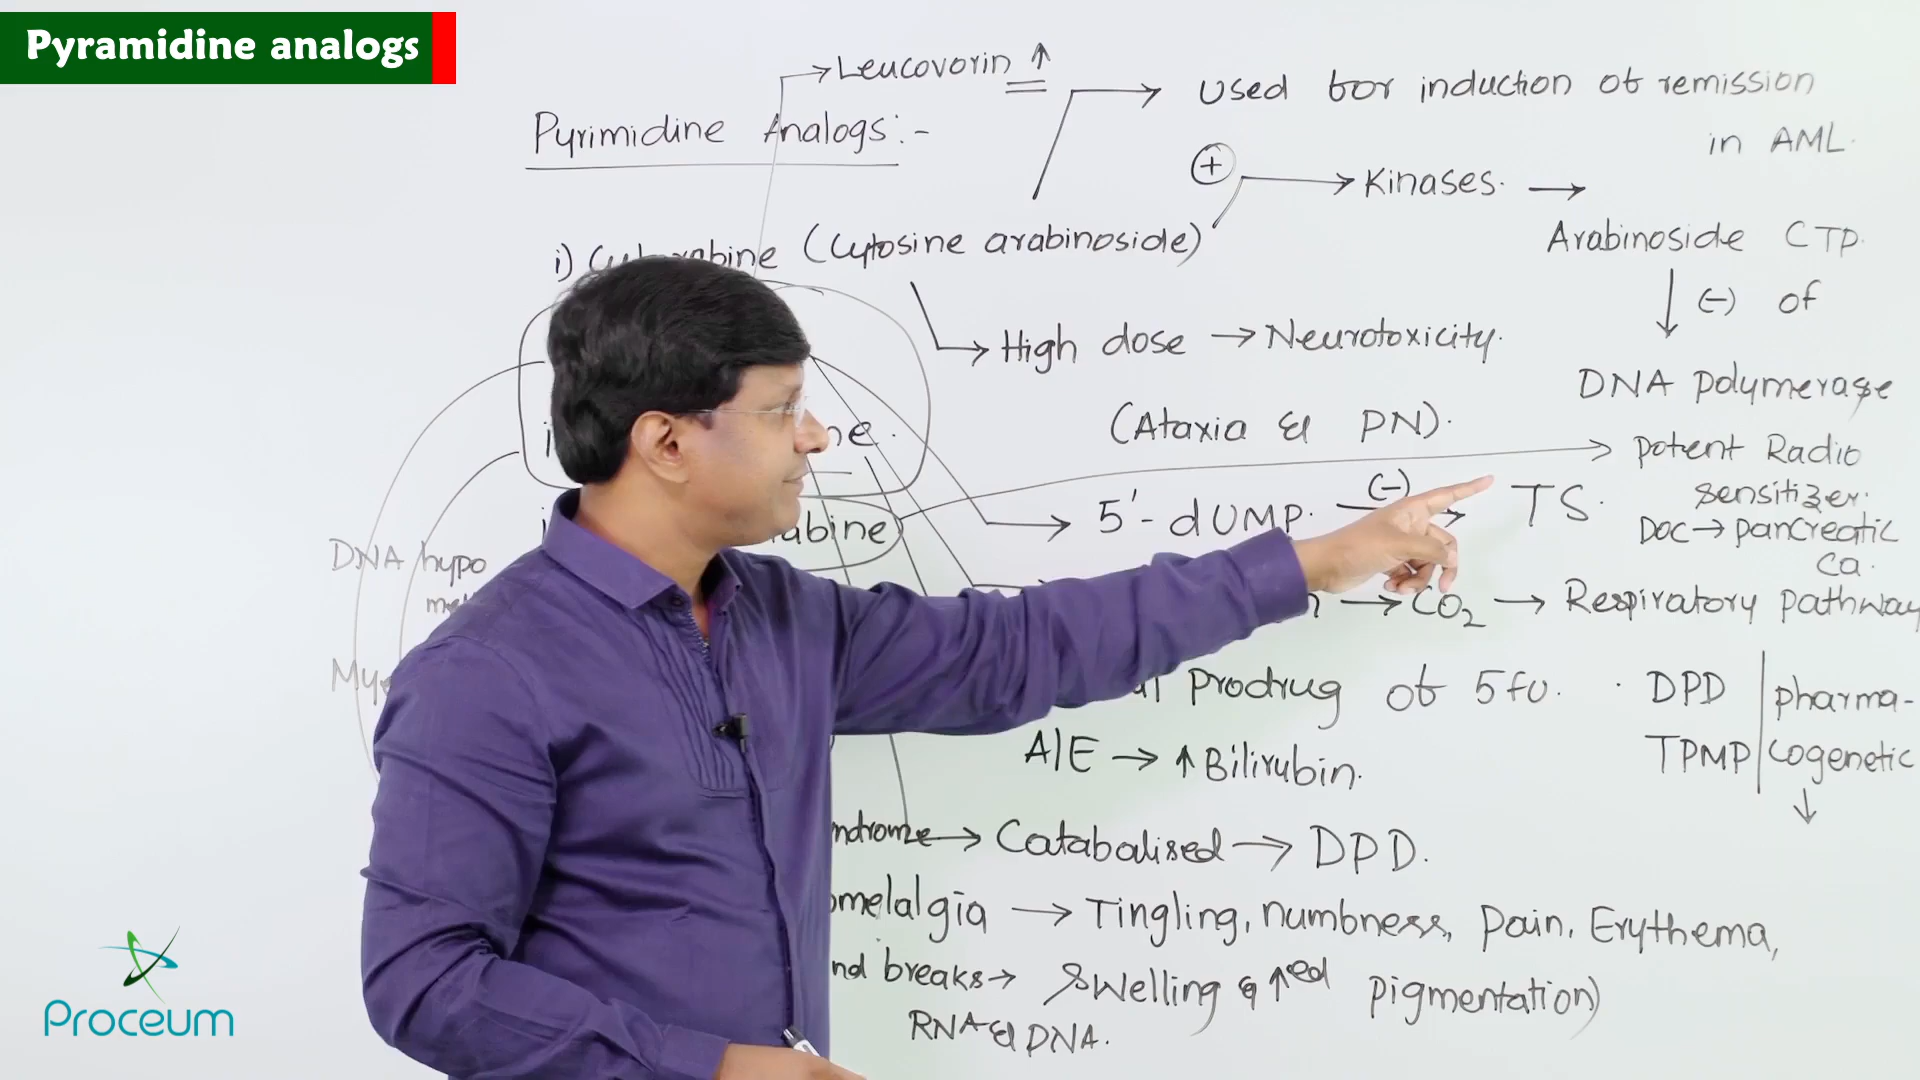 Pyramidine analogs
Leucovorin ↑
Used for induction of remission
in AML.
Pyrimidine Analogs:-
+
Kinases. →
i) (Cytosine arabinoside)
Arabinoside CTP.
↓ (-) of
→ High dose → Neurotoxicity.
DNA polymerase
(Ataxia & PN).
→ potent Radio
sensitizer.
5'-dUMP. (-) → TS.
DOC → pancreatic
Ca.
DNA hypo
→ CO2 → Respiratory pathway
prodrug of 5fu.
DPD
pharma-
TPMP
cogenetic
↓
A/E → ↑ Bilirubin.
→ Catabalised → DPD.
→ Tingling, numbness, pain, Erythema,
breaks → swelling & ↑ed pigmentation)
RNA & DNA.
Proceum